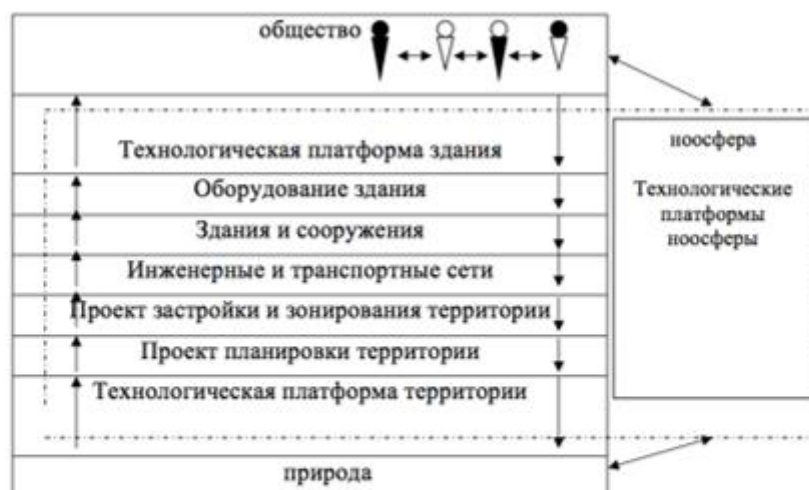 общество
Технологическая платформа здания
Оборудование здания
Здания и сооружения
Инженерные и транспортные сети
Проект застройки и зонирования территории
Проект планировки территории
Технологическая платформа территории
природа
ноосфера
Технологические
платформы
ноосферы